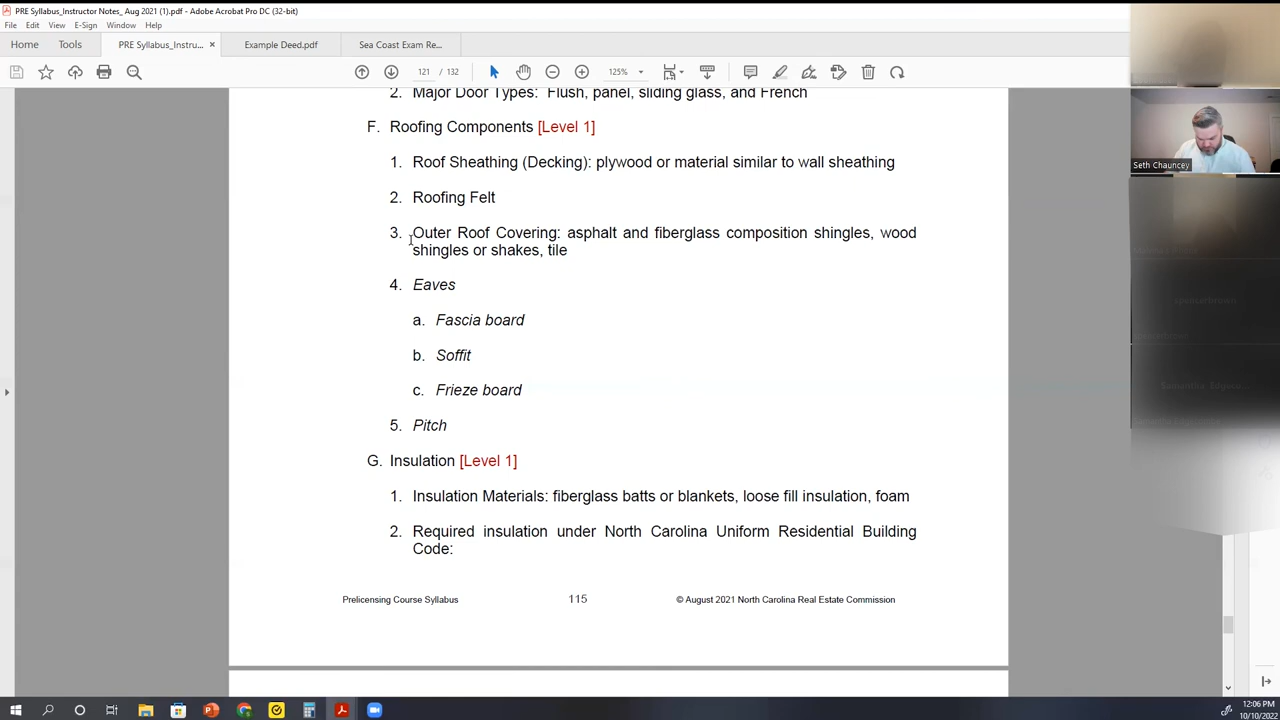 PRE Syllabus_Instructor Notes_ Aug 2021 (1).pdf - Adobe Acrobat Pro DC (32-bit)
File Edit View E-Sign Window Help
Home Tools PRE Syllabus_Instru... × Example Deed.pdf Sea Coast Exam Re...
121 / 132 125%
2. Major Door Types: Flush, panel, sliding glass, and French
F. Roofing Components [Level 1]
1. Roof Sheathing (Decking): plywood or material similar to wall sheathing
2. Roofing Felt
3. Outer Roof Covering: asphalt and fiberglass composition shingles, wood
shingles or shakes, tile
4. Eaves
a. Fascia board
b. Soffit
c. Frieze board
5. Pitch
G. Insulation [Level 1]
1. Insulation Materials: fiberglass batts or blankets, loose fill insulation, foam
2. Required insulation under North Carolina Uniform Residential Building
Code:
Prelicensing Course Syllabus 115 © August 2021 North Carolina Real Estate Commission
Seth Chauncey
12:06 PM
10/10/2022